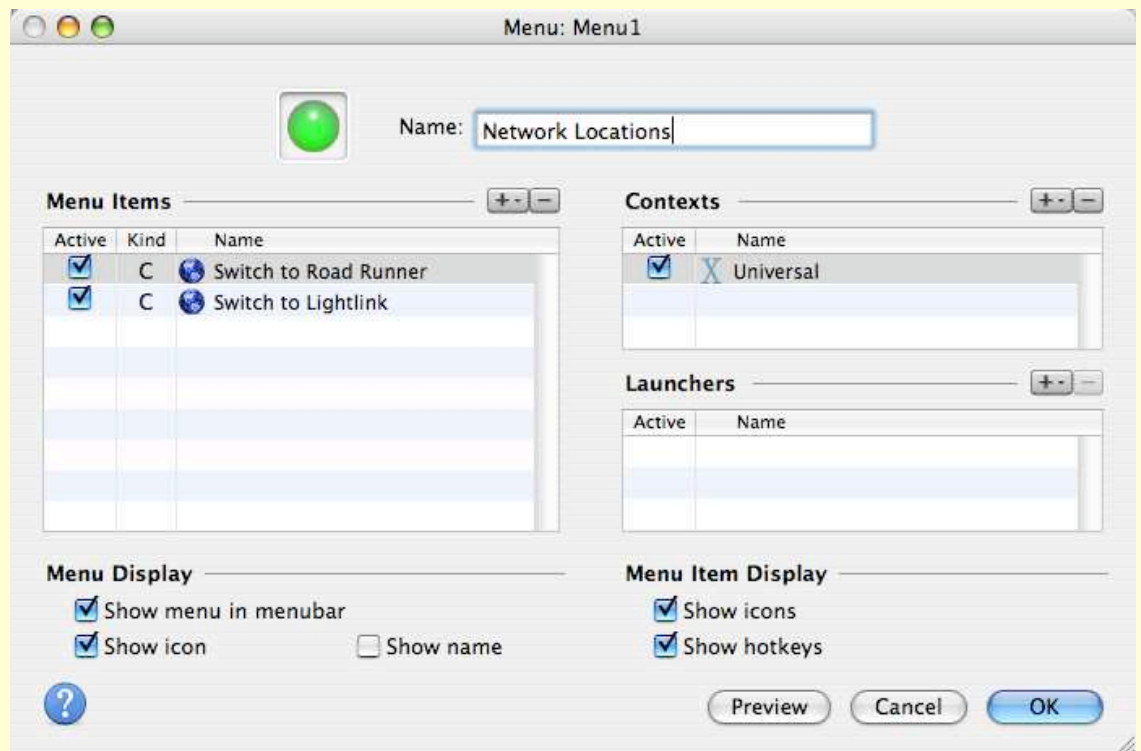 Menu: Menu1
Name: Network Locations
Menu Items
Active Kind Name
C Switch to Road Runner
C Switch to Lightlink
Contexts
Active Name
X Universal
Launchers
Active Name
Menu Display
Show menu in menubar
Show icon Show name
Menu Item Display
Show icons
Show hotkeys
? Preview Cancel OK